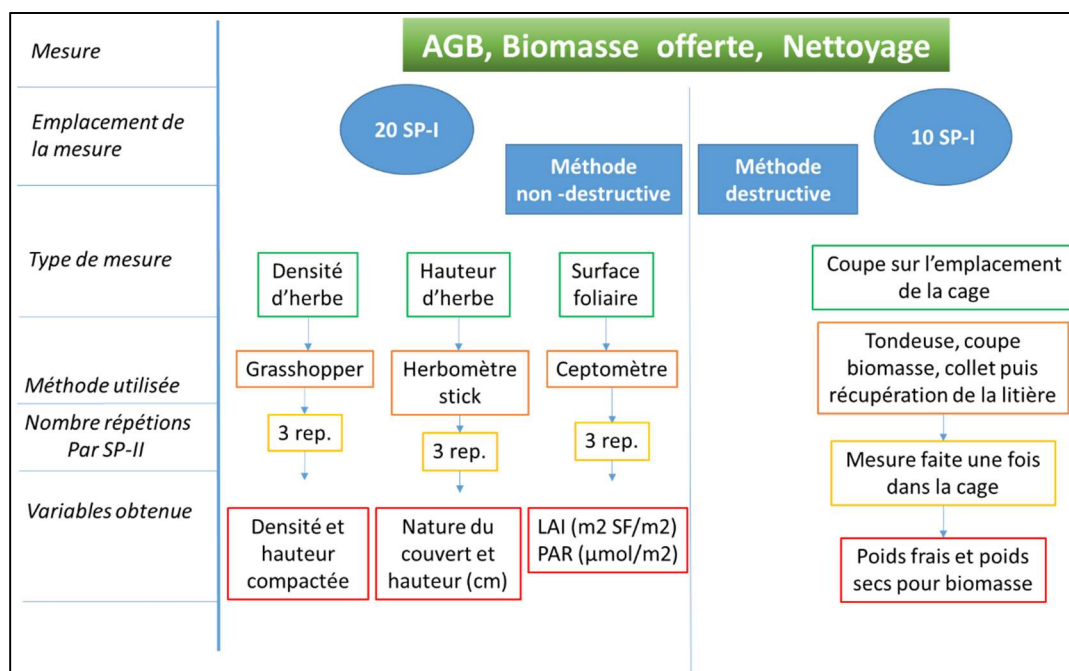 Mesure
AGB, Biomasse offerte, Nettoyage
Emplacement de
la mesure
20 SP-I
10 SP-I
Méthode
non -destructive
Méthode
destructive
Type de mesure
Densité
d’herbe
Hauteur
d’herbe
Surface
foliaire
Coupe sur l’emplacement
de la cage
Méthode utilisée
Grasshopper
Herbomètre
stick
Ceptomètre
Tondeuse, coupe
biomasse, collet puis
récupération de la litière
Nombre répétions
Par SP-II
3 rep.
3 rep.
3 rep.
Mesure faite une fois
dans la cage
Variables obtenue
Densité et
hauteur
compactée
Nature du
couvert et
hauteur (cm)
LAI (m2 SF/m2)
PAR (µmol/m2)
Poids frais et poids
secs pour biomasse